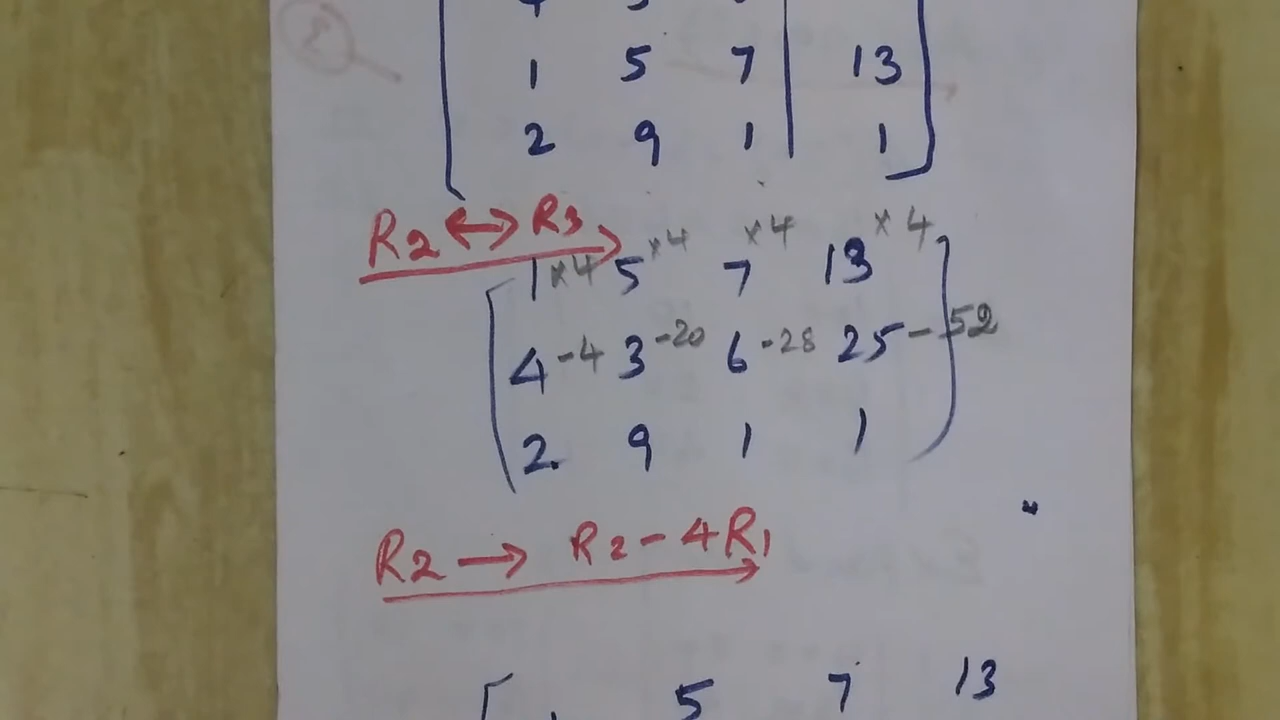 1 5 7 | 13
2 9 1 | 1
R2 ↔ R3
1 ×4 5 ×4 7 ×4 13 ×4
4 -4 3 -20 6 -28 25 - 52
2 9 1 1
R2 → R2 - 4R1
5 7 13